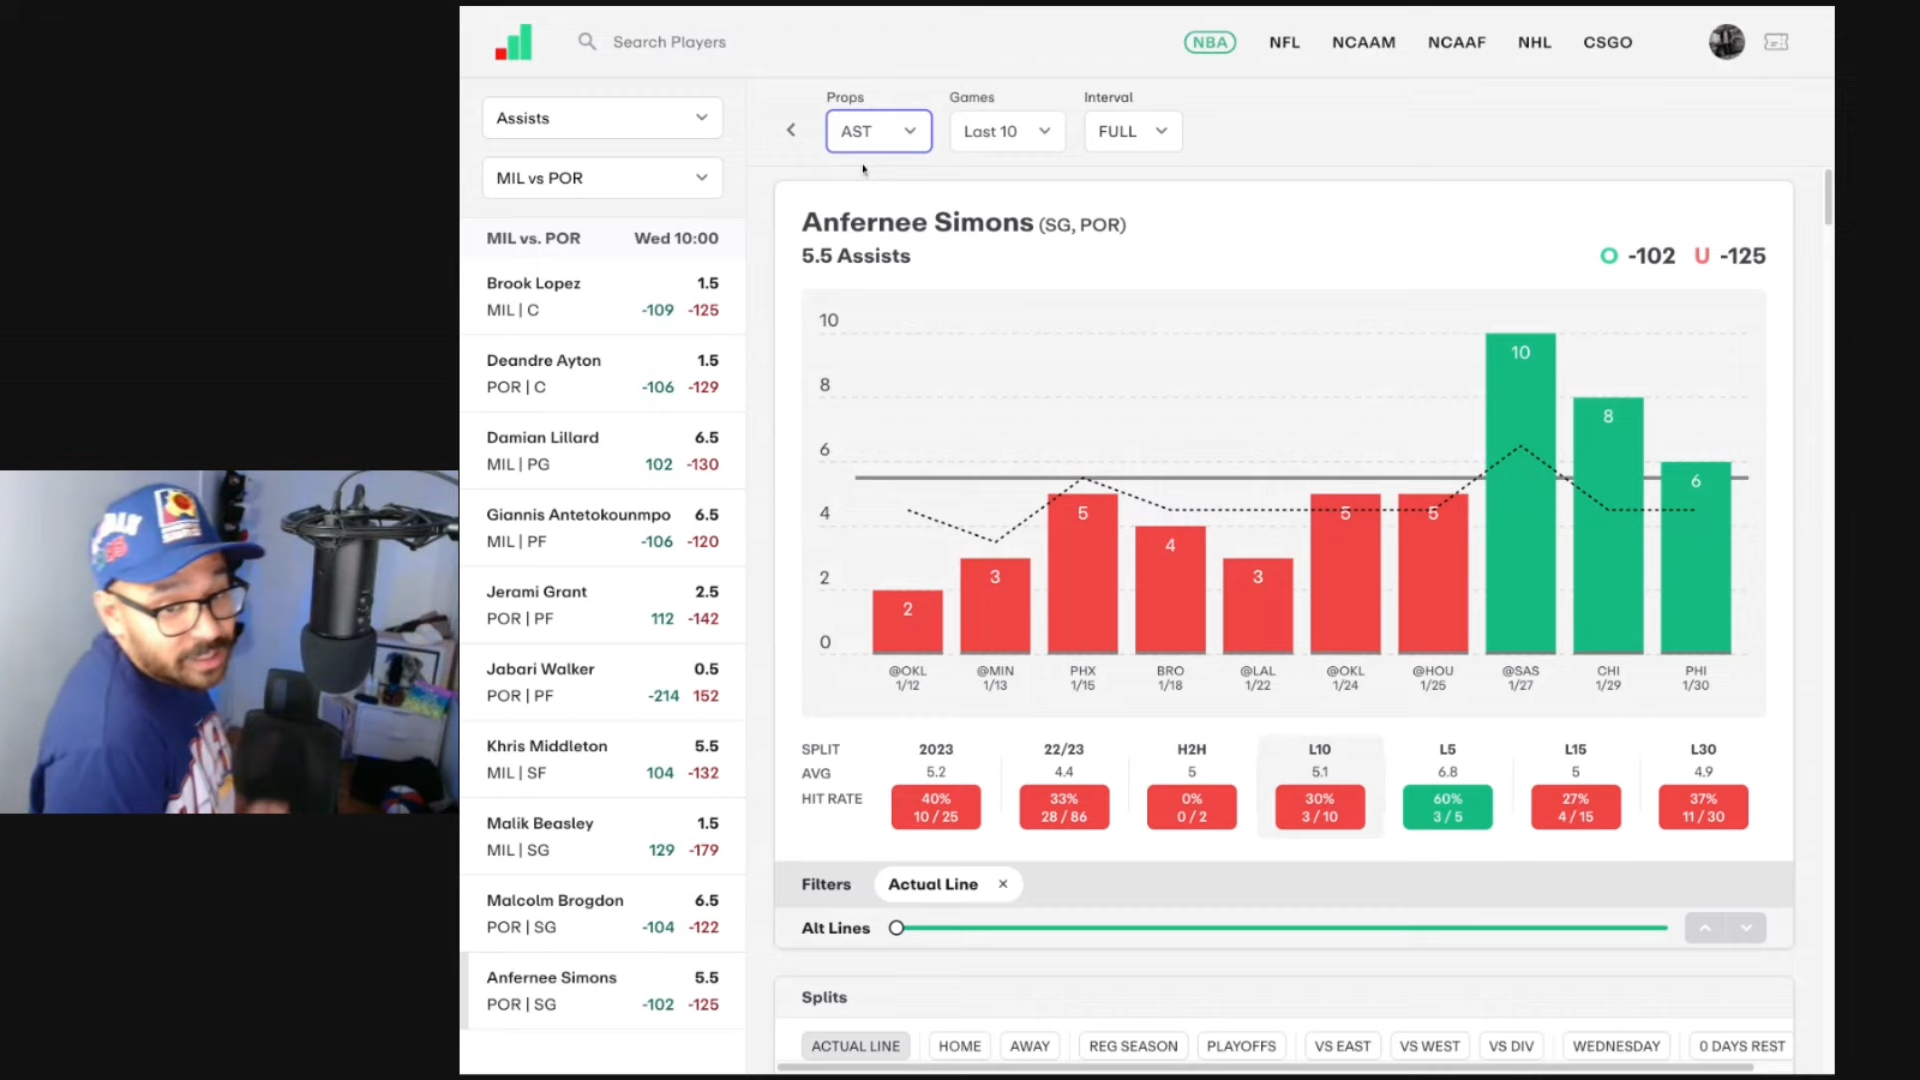 Search Players
NBA NFL NCAAM NCAAF NHL CSGO
Assists
MIL vs POR
MIL vs. POR Wed 10:00
Brook Lopez 1.5
MIL | C -109 -125
Deandre Ayton 1.5
POR | C -106 -129
Damian Lillard 6.5
MIL | PG 102 -130
Giannis Antetokounmpo 6.5
MIL | PF -106 -120
Jerami Grant 2.5
POR | PF 112 -142
Jabari Walker 0.5
POR | PF -214 152
Khris Middleton 5.5
MIL | SF 104 -132
Malik Beasley 1.5
MIL | SG 129 -179
Malcolm Brogdon 6.5
POR | SG -104 -122
Anfernee Simons 5.5
POR | SG -102 -125
Props Games Interval
AST Last 10 FULL
Anfernee Simons (SG, POR)
5.5 Assists O -102 U -125
10
8
6
4
2
0
2 3 5 4 3 5 5 10 8 6
@OKL @MIN PHX BRO @LAL @OKL @HOU @SAS CHI PHI
1/12 1/13 1/15 1/18 1/22 1/24 1/25 1/27 1/29 1/30
SPLIT 2023 22/23 H2H L10 L5 L15 L30
AVG 5.2 4.4 5 5.1 6.8 5 4.9
HIT RATE 40% 33% 0% 30% 60% 27% 37%
10 / 25 28 / 86 0 / 2 3 / 10 3 / 5 4 / 15 11 / 30
Filters Actual Line ×
Alt Lines
Splits
ACTUAL LINE HOME AWAY REG SEASON PLAYOFFS VS EAST VS WEST VS DIV WEDNESDAY 0 DAYS REST